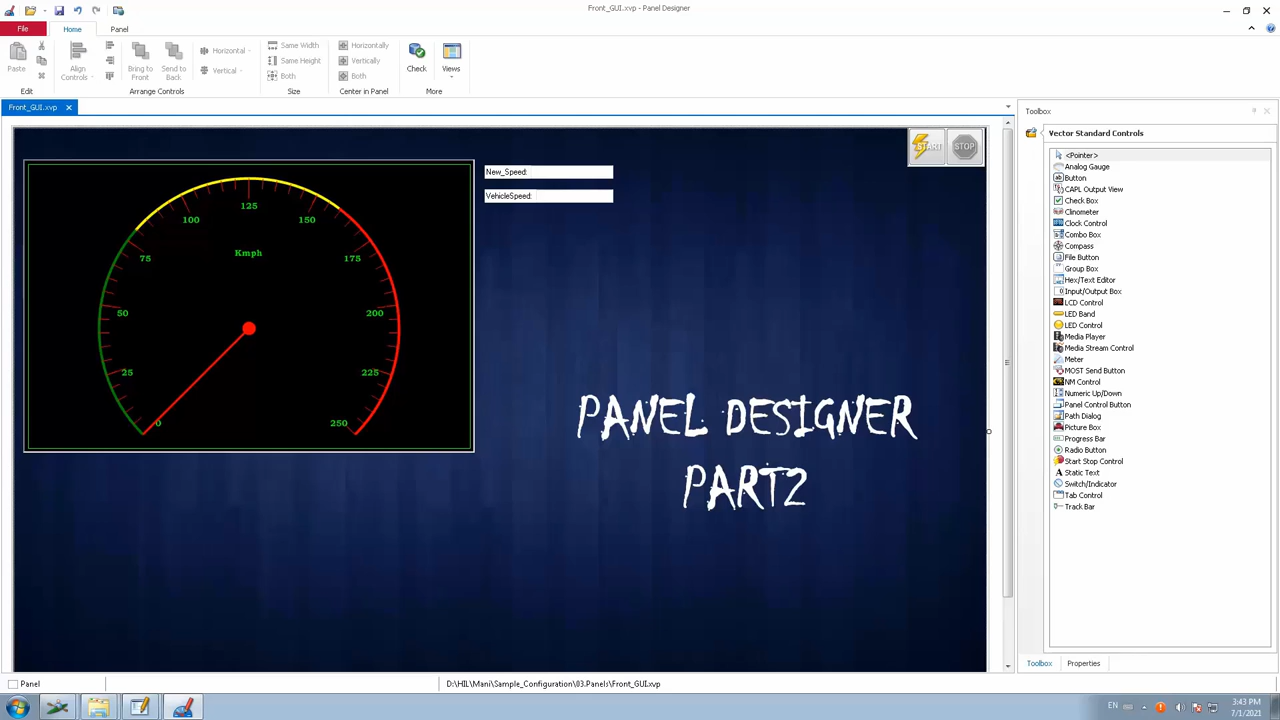 Front_GUI.xvp - Panel Designer
File
Home
Panel
Paste
Align
Controls
Bring to
Front
Send to
Back
Horizontal
Vertical
Same Width
Same Height
Both
Horizontally
Vertically
Both
Check
Views
Edit
Arrange Controls
Size
Center in Panel
More
Front_GUI.xvp
START
STOP
New_Speed:
VehicleSpeed:
0
25
50
75
100
125
150
175
200
225
250
Kmph
PANEL DESIGNER
PART2
Toolbox
Vector Standard Controls
<Pointer>
Analog Gauge
Button
CAPL Output View
Check Box
Clinometer
Clock Control
Combo Box
Compass
File Button
Group Box
Hex/Text Editor
Input/Output Box
LCD Control
LED Band
LED Control
Media Player
Media Stream Control
Meter
MOST Send Button
NM Control
Numeric Up/Down
Panel Control Button
Path Dialog
Picture Box
Progress Bar
Radio Button
Start Stop Control
Static Text
Switch/Indicator
Tab Control
Track Bar
Toolbox
Properties
Panel
D:\HIL\Mani\Sample_Configuration\03.Panels\Front_GUI.xvp
EN
3:43 PM
7/1/2021